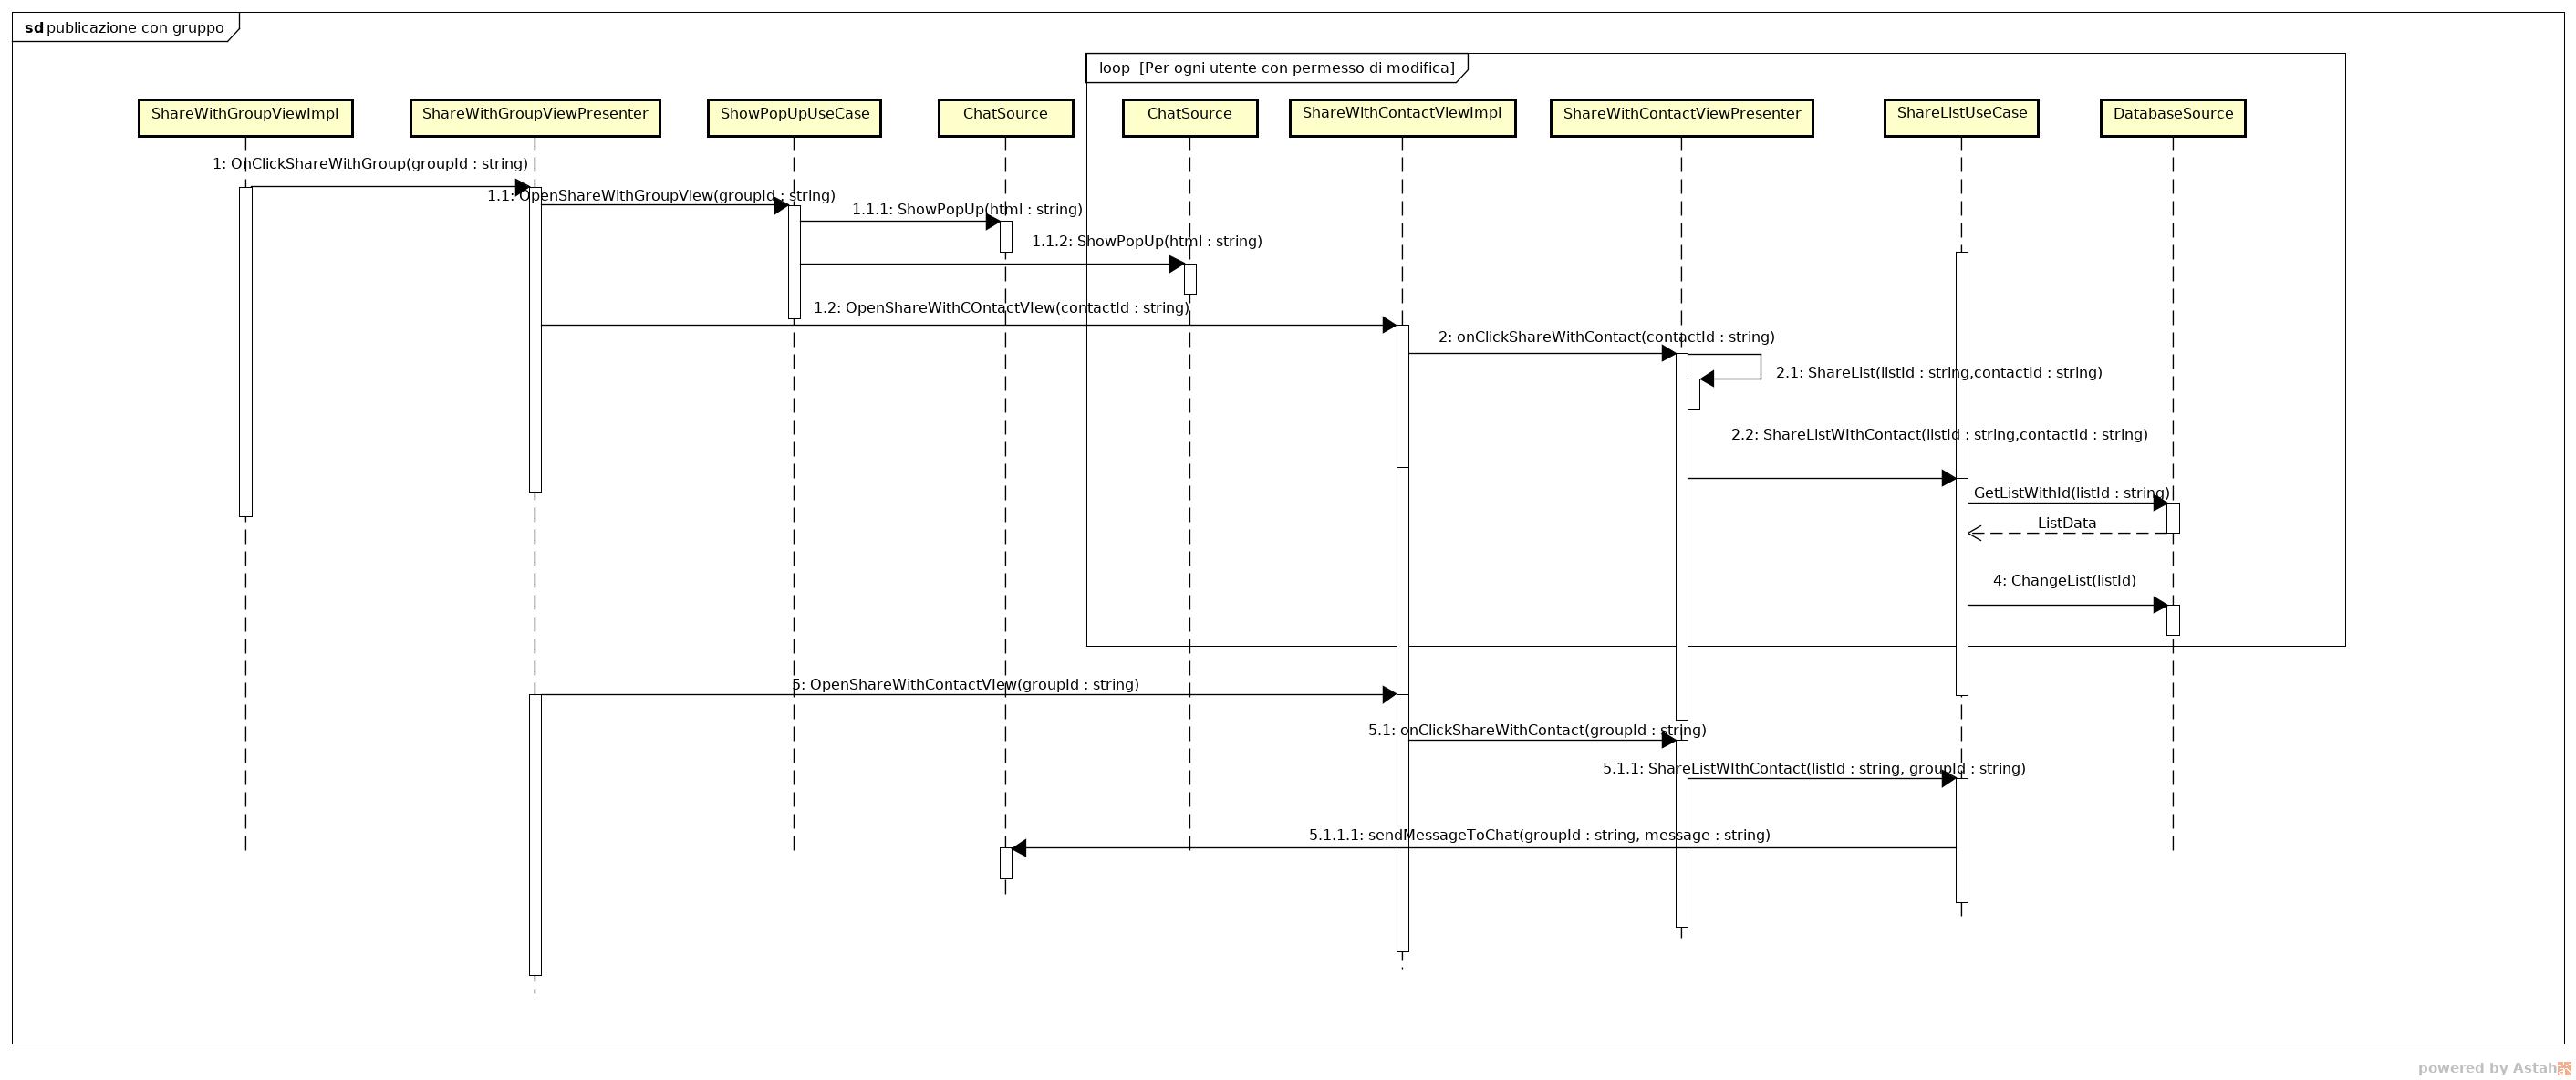 sd publicazione con gruppo
loop [Per ogni utente con permesso di modifica]
ShareWithGroupViewImpl
ShareWithGroupViewPresenter
ShowPopUpUseCase
ChatSource
ChatSource
ShareWithContactViewImpl
ShareWithContactViewPresenter
ShareListUseCase
DatabaseSource
1: OnClickShareWithGroup(groupId : string)
1.1: OpenShareWithGroupView(groupId : string)
1.1.1: ShowPopUp(html : string)
1.1.2: ShowPopUp(html : string)
1.2: OpenShareWithCOntactVIew(contactId : string)
2: onClickShareWithContact(contactId : string)
2.1: ShareList(listId : string,contactId : string)
2.2: ShareListWIthContact(listId : string,contactId : string)
GetListWithId(listId : string)
ListData
4: ChangeList(listId)
5: OpenShareWithContactVIew(groupId : string)
5.1: onClickShareWithContact(groupId : string)
5.1.1: ShareListWIthContact(listId : string, groupId : string)
5.1.1.1: sendMessageToChat(groupId : string, message : string)
powered by Astah